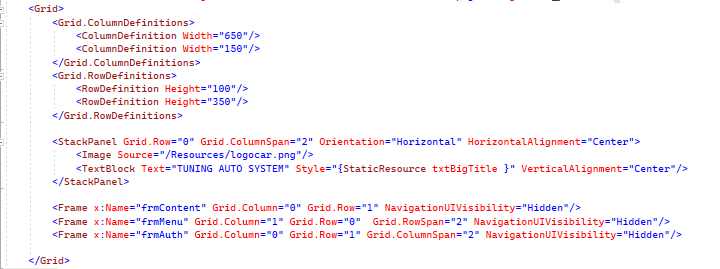 <Grid>
<Grid.ColumnDefinitions>
<ColumnDefinition Width="650"/>
<ColumnDefinition Width="150"/>
</Grid.ColumnDefinitions>
<Grid.RowDefinitions>
<RowDefinition Height="100"/>
<RowDefinition Height="350"/>
</Grid.RowDefinitions>
<StackPanel Grid.Row="0" Grid.ColumnSpan="2" Orientation="Horizontal" HorizontalAlignment="Center">
<Image Source="/Resources/logocar.png"/>
<TextBlock Text="TUNING AUTO SYSTEM" Style="{StaticResource txtBigTitle }" VerticalAlignment="Center"/>
</StackPanel>
<Frame x:Name="frmContent" Grid.Column="0" Grid.Row="1" NavigationUIVisibility="Hidden"/>
<Frame x:Name="frmMenu" Grid.Column="1" Grid.Row="0"  Grid.RowSpan="2" NavigationUIVisibility="Hidden"/>
<Frame x:Name="frmAuth" Grid.Column="0" Grid.Row="1" Grid.ColumnSpan="2" NavigationUIVisibility="Hidden"/>
</Grid>